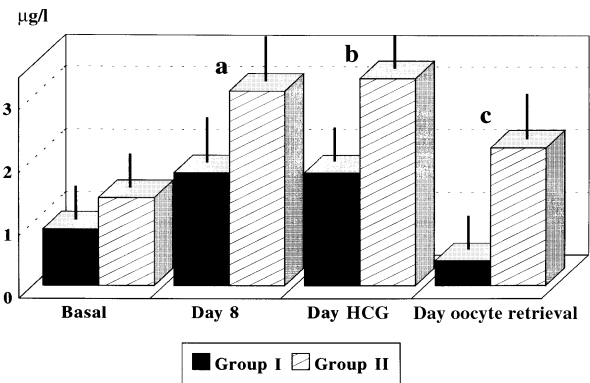 µg/l
a
b
c
3
2
1
0
Basal
Day 8
Day HCG
Day oocyte retrieval
Group I
Group II